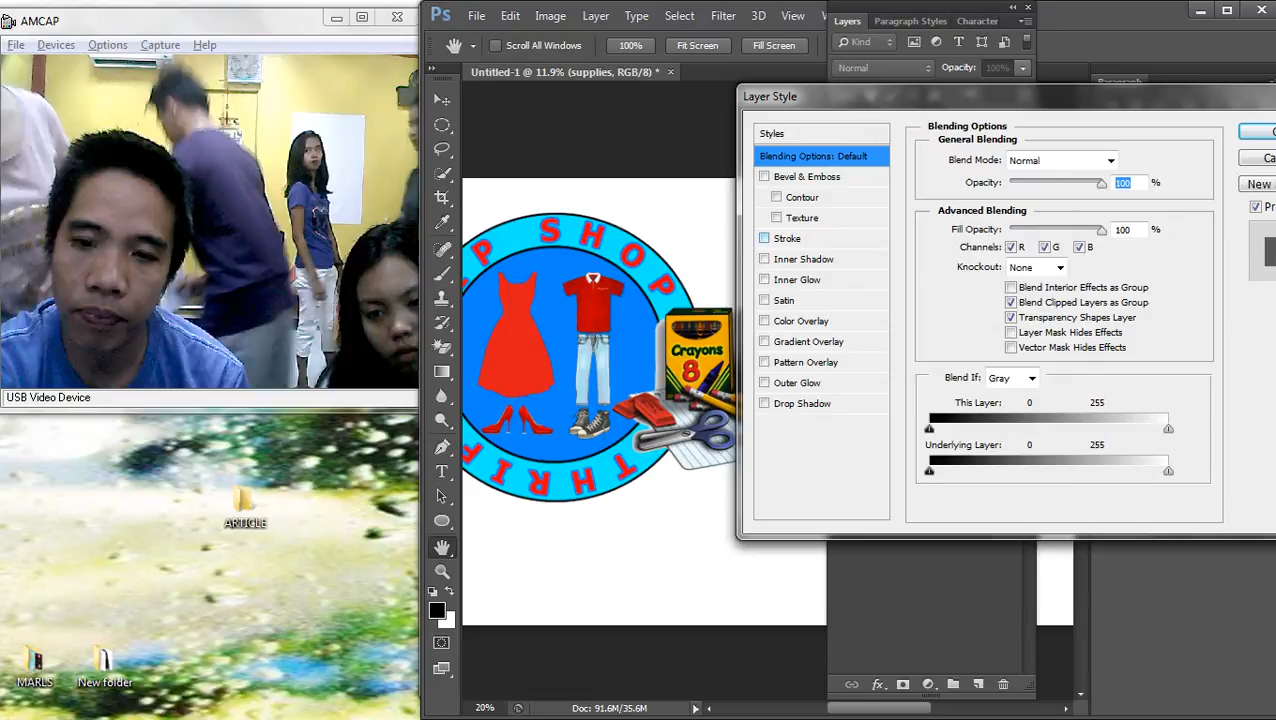 AMCAP
File Devices Options Capture Help
USB Video Device
ARTICLE
MARLS
New folder
Ps File Edit Image Layer Type Select Filter 3D View
Scroll All Windows 100% Fit Screen Fill Screen
Untitled-1 @ 11.9% (supplies, RGB/8) * ×
P SHOP
THRIF
Crayons
8
20% Doc: 91.6M/35.6M
Layers Paragraph Styles Character
Kind
Normal Opacity: 100%
Paragraph
Layer Style
Styles
Blending Options: Default
Bevel & Emboss
Contour
Texture
Stroke
Inner Shadow
Inner Glow
Satin
Color Overlay
Gradient Overlay
Pattern Overlay
Outer Glow
Drop Shadow
Blending Options
General Blending
Blend Mode: Normal
Opacity: 100 %
Advanced Blending
Fill Opacity: 100 %
Channels: R G B
Knockout: None
Blend Interior Effects as Group
Blend Clipped Layers as Group
Transparency Shapes Layer
Layer Mask Hides Effects
Vector Mask Hides Effects
Blend If: Gray
This Layer: 0 255
Underlying Layer: 0 255
Ca
New
Pr
fx